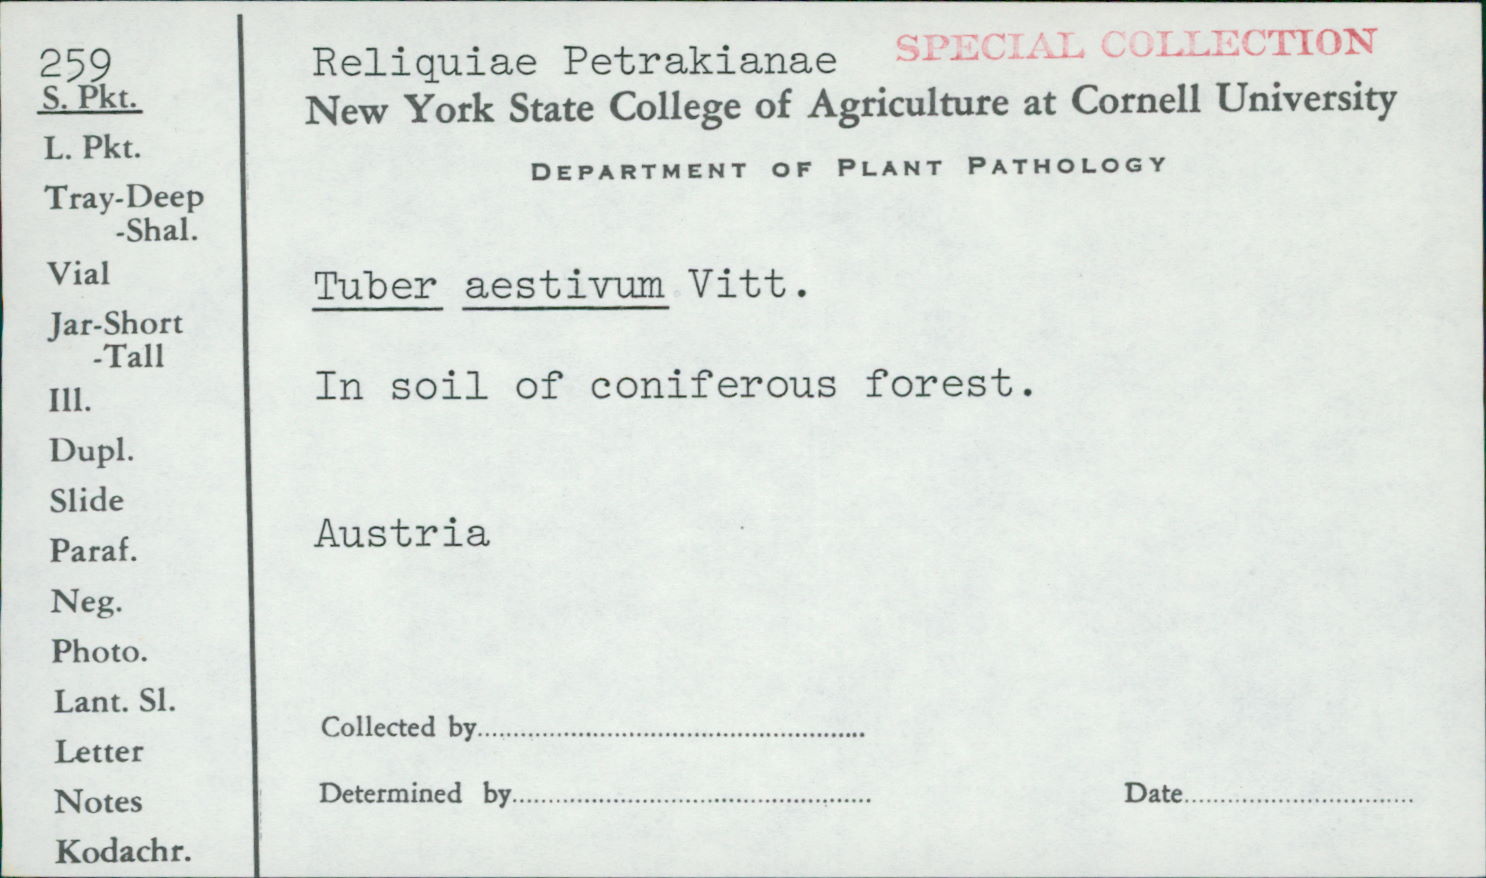 259
S. Pkt.
L. Pkt.
Tray-Deep
-Shal.
Vial
Jar-Short
-Tall
Ill.
Dupl.
Slide
Paraf.
Neg.
Photo.
Lant. Sl.
Letter
Notes
Kodachr.
Reliquiae Petrakianae SPECIAL COLLECTION
New York State College of Agriculture at Cornell University
DEPARTMENT OF PLANT PATHOLOGY
Tuber aestivum Vitt.
In soil of coniferous forest.
Austria
Collected by
Determined by Date